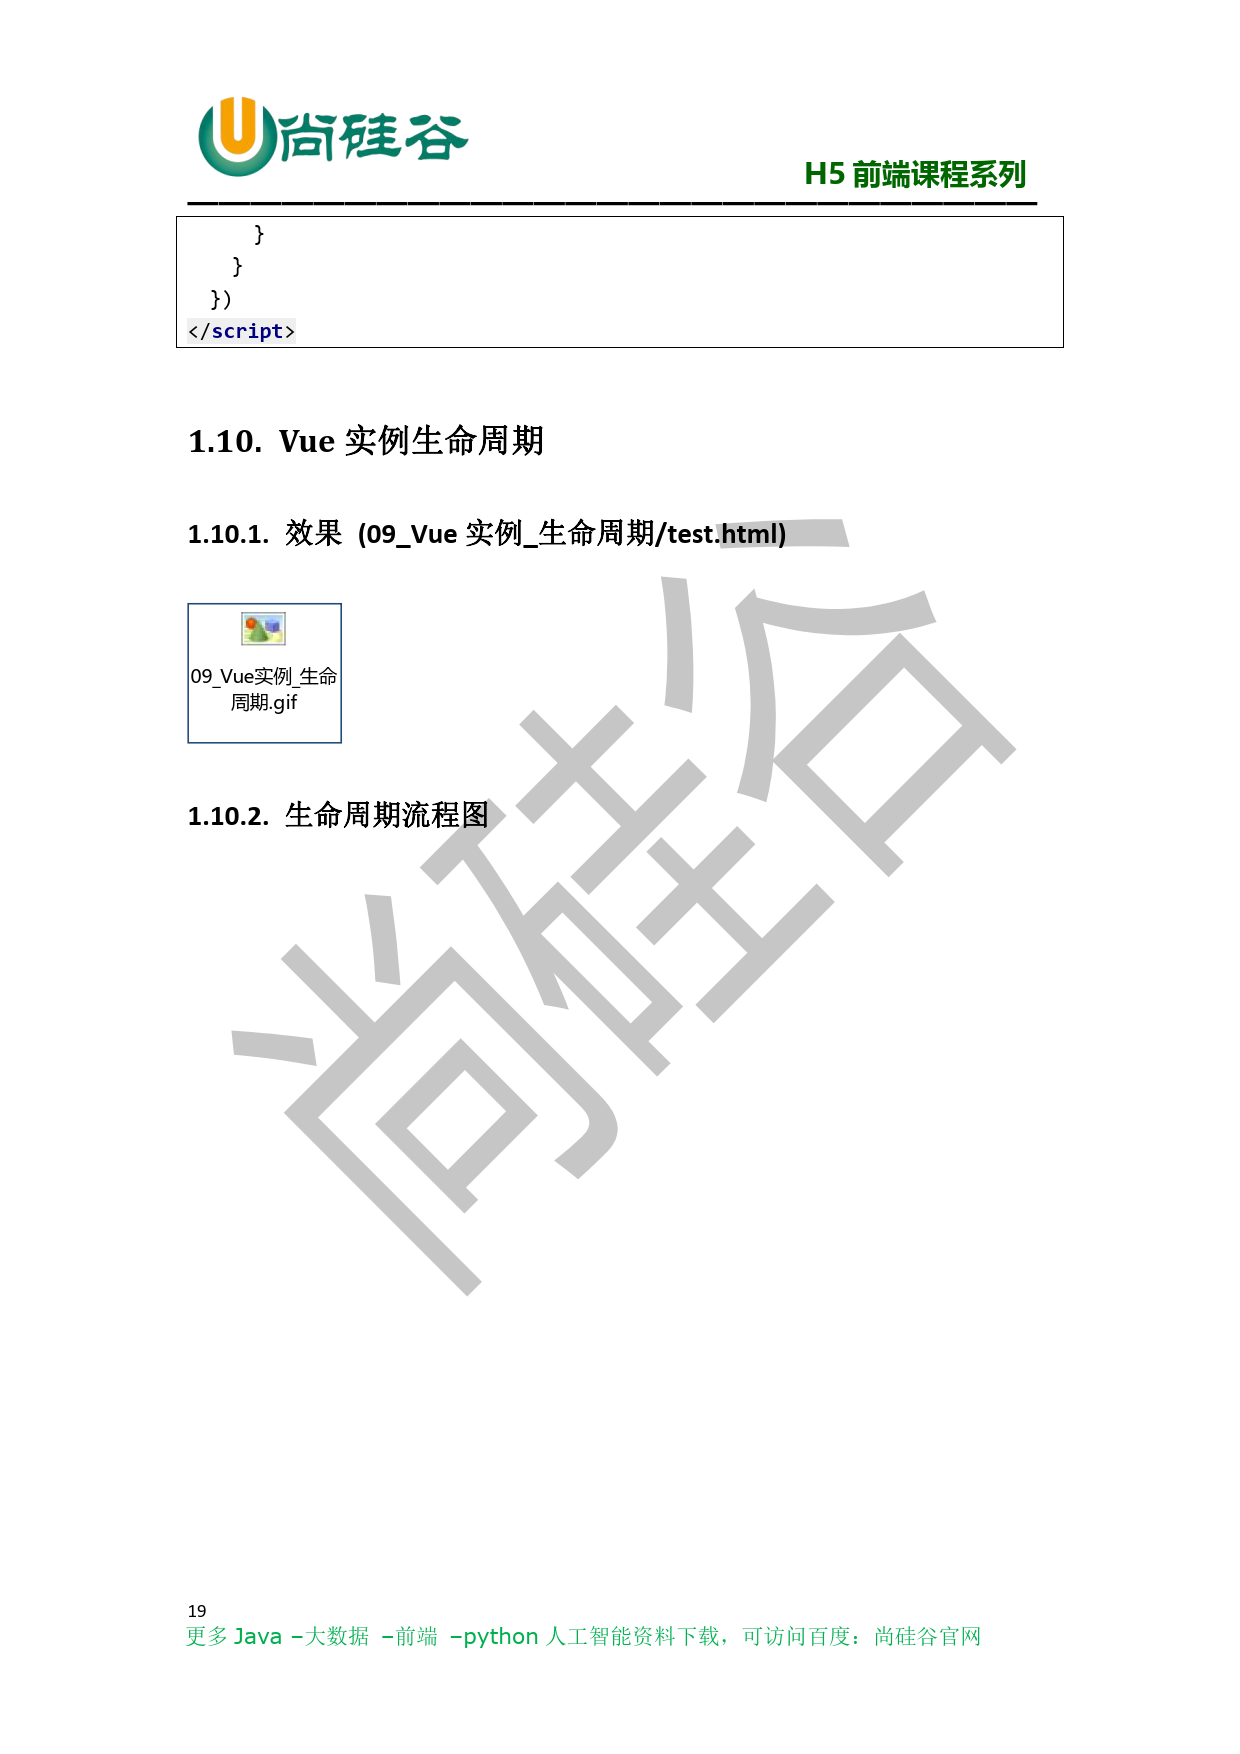 尚硅谷
H5 前端课程系列
}
}
})
</script>
1.10. Vue 实例生命周期
1.10.1. 效果 (09_Vue 实例_生命周期/test.html)
09_Vue实例_生命
周期.gif
1.10.2. 生命周期流程图
尚硅谷
19
更多 Java –大数据 –前端 –python 人工智能资料下载，可访问百度：尚硅谷官网